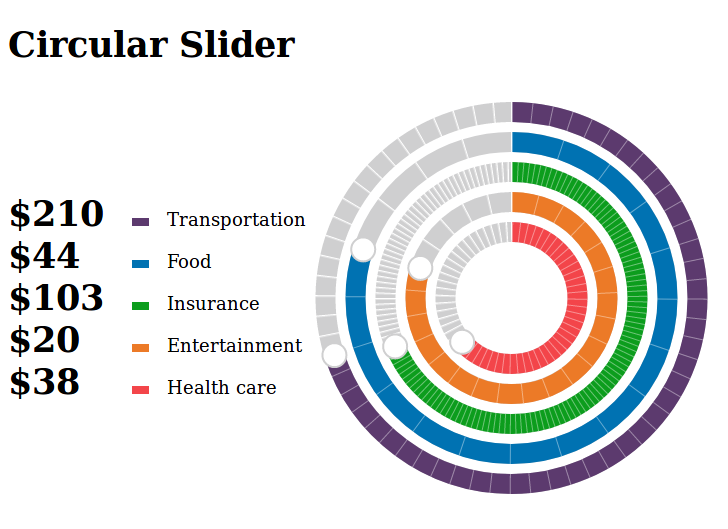 Circular Slider
$210 Transportation
$44 Food
$103 Insurance
$20 Entertainment
$38 Health care